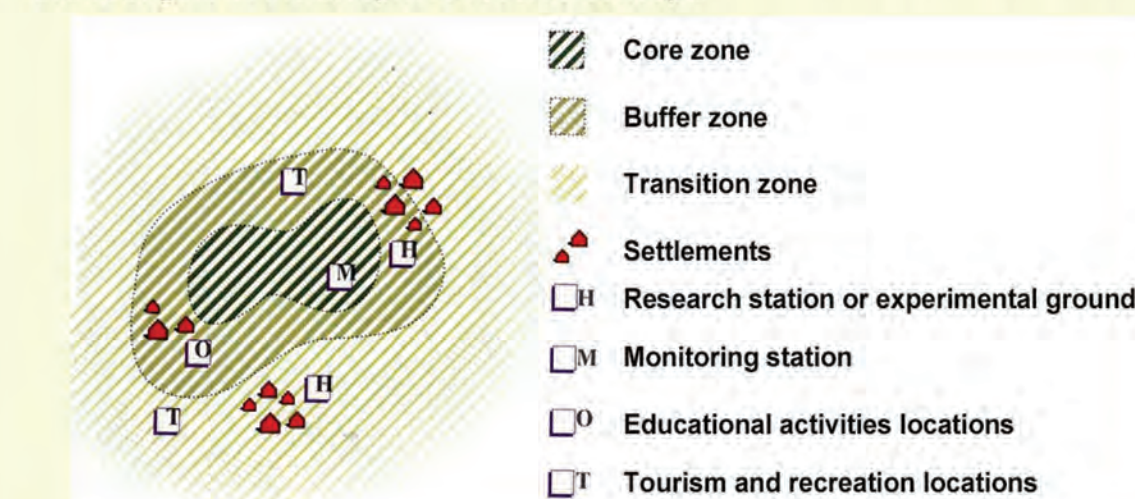 Core zone
Buffer zone
T
Transition zone
H
Settlements
M
H Research station or experimental ground
O
M Monitoring station
H
T
O Educational activities locations
T Tourism and recreation locations